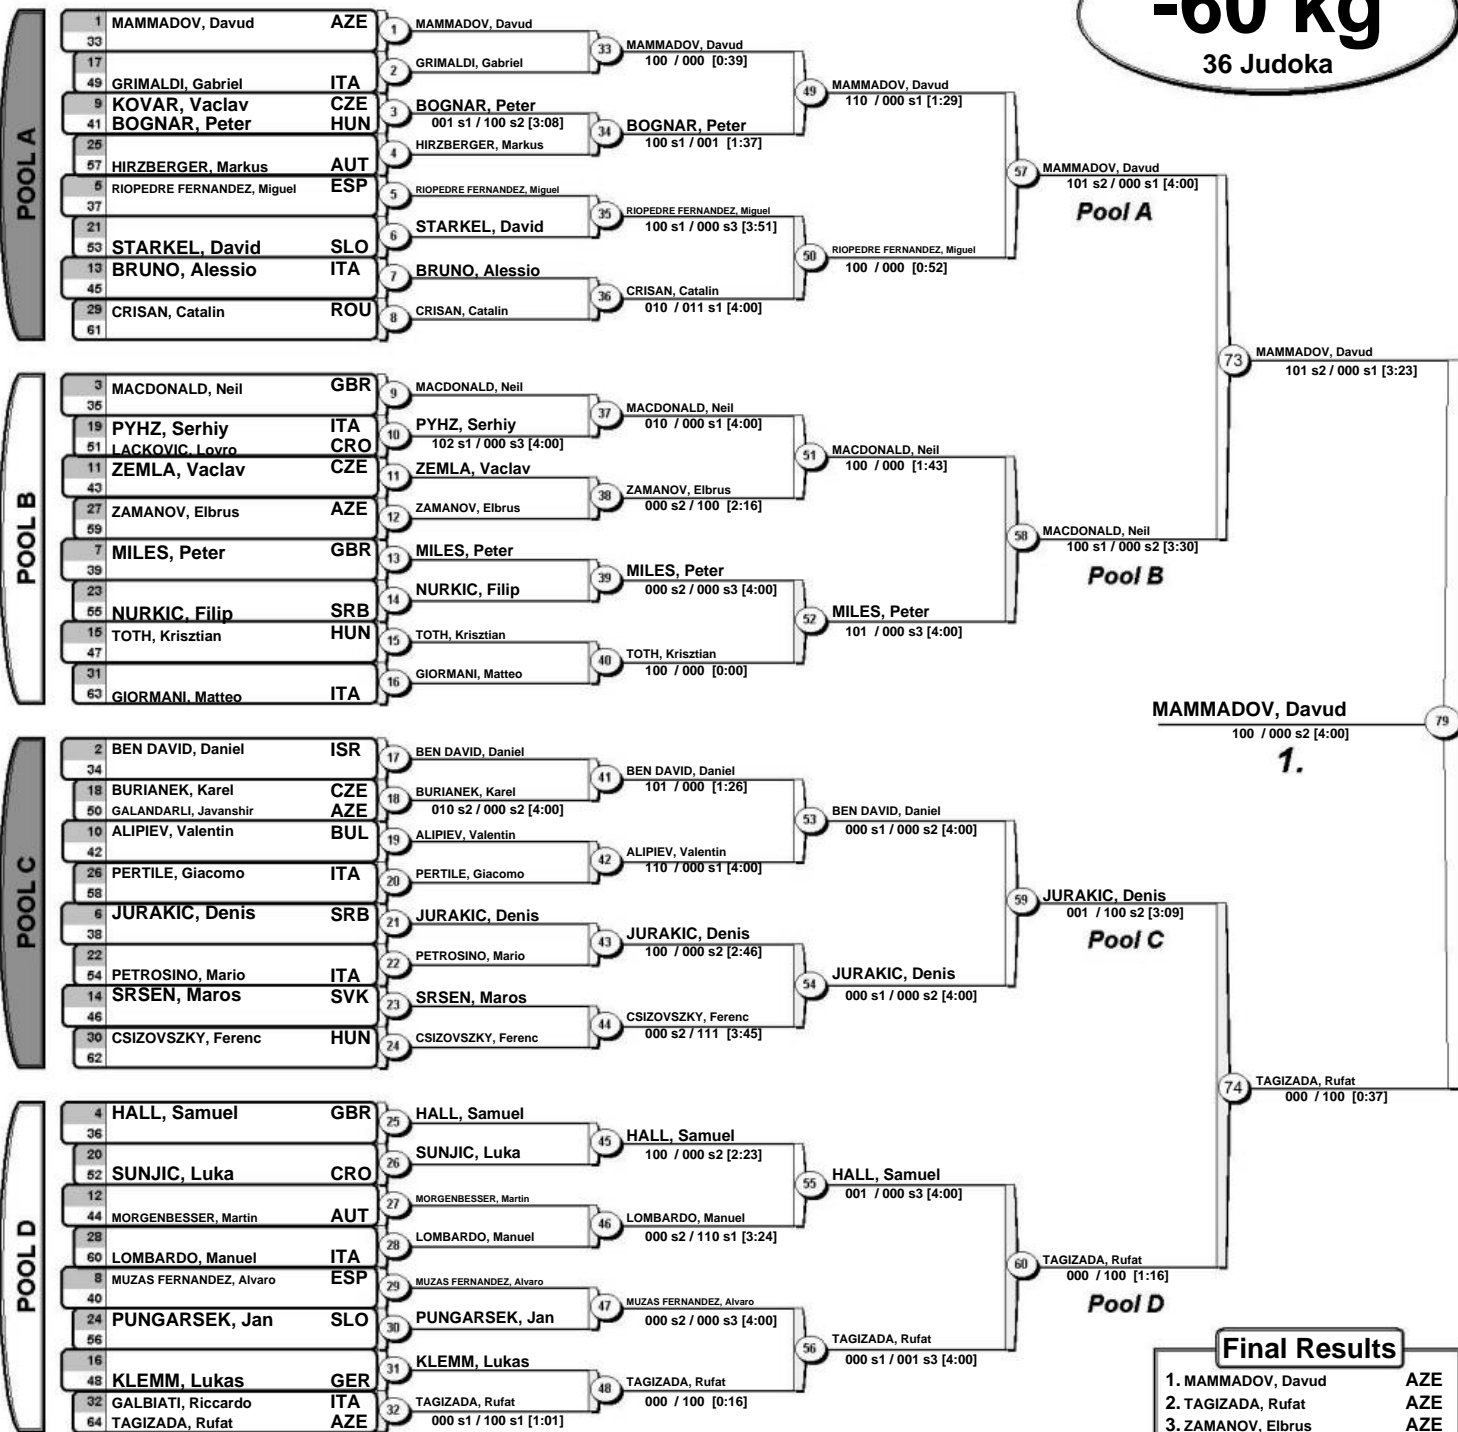 -60 kg
36 Judoka
POOL A
1 MAMMADOV, Davud AZE
33
17
49 GRIMALDI, Gabriel ITA
9 KOVAR, Vaclav CZE
41 BOGNAR, Peter HUN
25
57 HIRZBERGER, Markus AUT
5 RIOPEDRE FERNANDEZ, Miguel ESP
37
21
53 STARKEL, David SLO
13 BRUNO, Alessio ITA
45
29 CRISAN, Catalin ROU
61
1 MAMMADOV, Davud
2 GRIMALDI, Gabriel
3 BOGNAR, Peter
001 s1 / 100 s2 [3:08]
4 HIRZBERGER, Markus
5 RIOPEDRE FERNANDEZ, Miguel
6 STARKEL, David
7 BRUNO, Alessio
8 CRISAN, Catalin
33 MAMMADOV, Davud
100 / 000 [0:39]
34 BOGNAR, Peter
100 s1 / 001 [1:37]
35 RIOPEDRE FERNANDEZ, Miguel
100 s1 / 000 s3 [3:51]
36 CRISAN, Catalin
010 / 011 s1 [4:00]
49 MAMMADOV, Davud
110 / 000 s1 [1:29]
50 RIOPEDRE FERNANDEZ, Miguel
100 / 000 [0:52]
57 MAMMADOV, Davud
101 s2 / 000 s1 [4:00]
Pool A
POOL B
3 MACDONALD, Neil GBR
35
19 PYHZ, Serhiy ITA
51 LACKOVIC, Lovro CRO
11 ZEMLA, Vaclav CZE
43
27 ZAMANOV, Elbrus AZE
59
7 MILES, Peter GBR
39
23
55 NURKIC, Filip SRB
15 TOTH, Krisztian HUN
47
31
63 GIORMANI, Matteo ITA
9 MACDONALD, Neil
10 PYHZ, Serhiy
102 s1 / 000 s3 [4:00]
11 ZEMLA, Vaclav
12 ZAMANOV, Elbrus
13 MILES, Peter
14 NURKIC, Filip
15 TOTH, Krisztian
16 GIORMANI, Matteo
37 MACDONALD, Neil
010 / 000 s1 [4:00]
38 ZAMANOV, Elbrus
000 s2 / 100 [2:16]
39 MILES, Peter
000 s2 / 000 s3 [4:00]
40 TOTH, Krisztian
100 / 000 [0:00]
51 MACDONALD, Neil
100 / 000 [1:43]
52 MILES, Peter
101 / 000 s3 [4:00]
58 MACDONALD, Neil
100 s1 / 000 s2 [3:30]
Pool B
73 MAMMADOV, Davud
101 s2 / 000 s1 [3:23]
MAMMADOV, Davud 79
100 / 000 s2 [4:00]
1.
POOL C
2 BEN DAVID, Daniel ISR
34
18 BURIANEK, Karel CZE
50 GALANDARLI, Javanshir AZE
10 ALIPIEV, Valentin BUL
42
26 PERTILE, Giacomo ITA
58
6 JURAKIC, Denis SRB
38
22
54 PETROSINO, Mario ITA
14 SRSEN, Maros SVK
46
30 CSIZOVSZKY, Ferenc HUN
62
17 BEN DAVID, Daniel
18 BURIANEK, Karel
010 s2 / 000 s2 [4:00]
19 ALIPIEV, Valentin
20 PERTILE, Giacomo
21 JURAKIC, Denis
22 PETROSINO, Mario
23 SRSEN, Maros
24 CSIZOVSZKY, Ferenc
41 BEN DAVID, Daniel
101 / 000 [1:26]
42 ALIPIEV, Valentin
110 / 000 s1 [4:00]
43 JURAKIC, Denis
100 / 000 s2 [2:46]
44 CSIZOVSZKY, Ferenc
000 s2 / 111 [3:45]
53 BEN DAVID, Daniel
000 s1 / 000 s2 [4:00]
54 JURAKIC, Denis
000 s1 / 000 s2 [4:00]
59 JURAKIC, Denis
001 / 100 s2 [3:09]
Pool C
POOL D
4 HALL, Samuel GBR
36
20
52 SUNJIC, Luka CRO
12
44 MORGENBESSER, Martin AUT
28
60 LOMBARDO, Manuel ITA
8 MUZAS FERNANDEZ, Alvaro ESP
40
24 PUNGARSEK, Jan SLO
56
16
48 KLEMM, Lukas GER
32 GALBIATI, Riccardo ITA
64 TAGIZADA, Rufat AZE
25 HALL, Samuel
26 SUNJIC, Luka
27 MORGENBESSER, Martin
28 LOMBARDO, Manuel
29 MUZAS FERNANDEZ, Alvaro
30 PUNGARSEK, Jan
31 KLEMM, Lukas
32 TAGIZADA, Rufat
000 s1 / 100 s1 [1:01]
45 HALL, Samuel
100 / 000 s2 [2:23]
46 LOMBARDO, Manuel
000 s2 / 110 s1 [3:24]
47 MUZAS FERNANDEZ, Alvaro
000 s2 / 000 s3 [4:00]
48 TAGIZADA, Rufat
000 / 100 [0:16]
55 HALL, Samuel
001 / 000 s3 [4:00]
56 TAGIZADA, Rufat
000 s1 / 001 s3 [4:00]
60 TAGIZADA, Rufat
000 / 100 [1:16]
Pool D
74 TAGIZADA, Rufat
000 / 100 [0:37]
Final Results
1. MAMMADOV, Davud AZE
2. TAGIZADA, Rufat AZE
3. ZAMANOV, Elbrus AZE